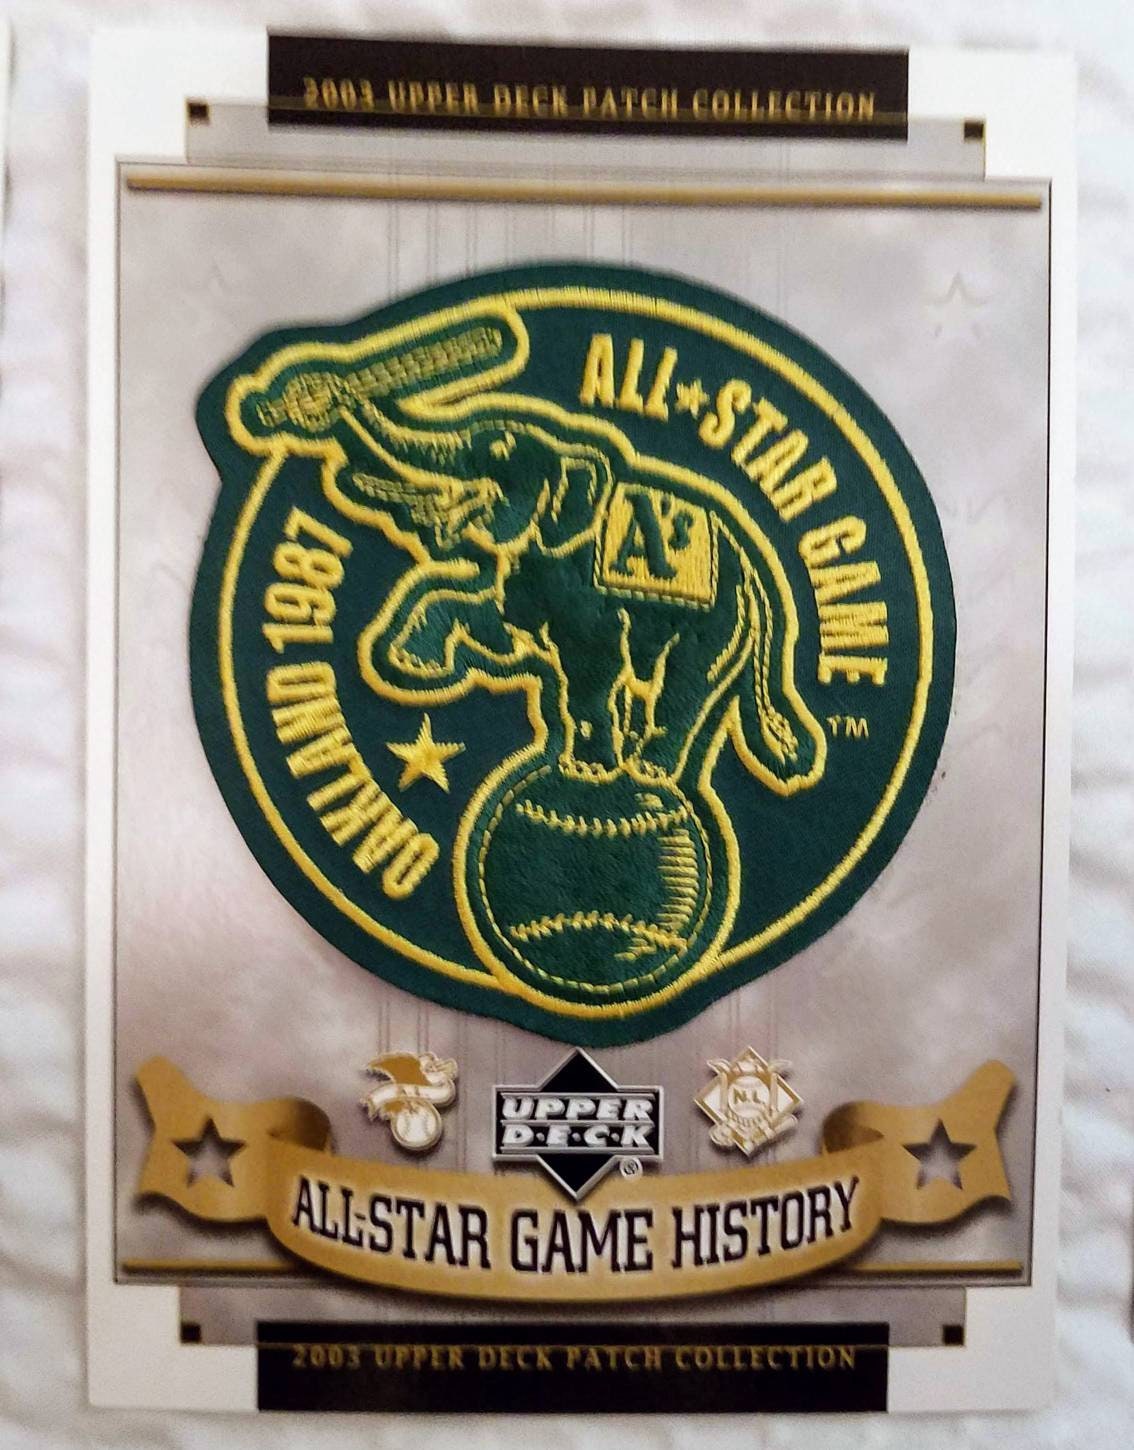 2003 UPPER DECK PATCH COLLECTION
ALL★STAR GAME
A's
OAKLAND 1987
TM
N.L.
UPPER
D·E·C·K
®
ALL-STAR GAME HISTORY
2003 UPPER DECK PATCH COLLECTION